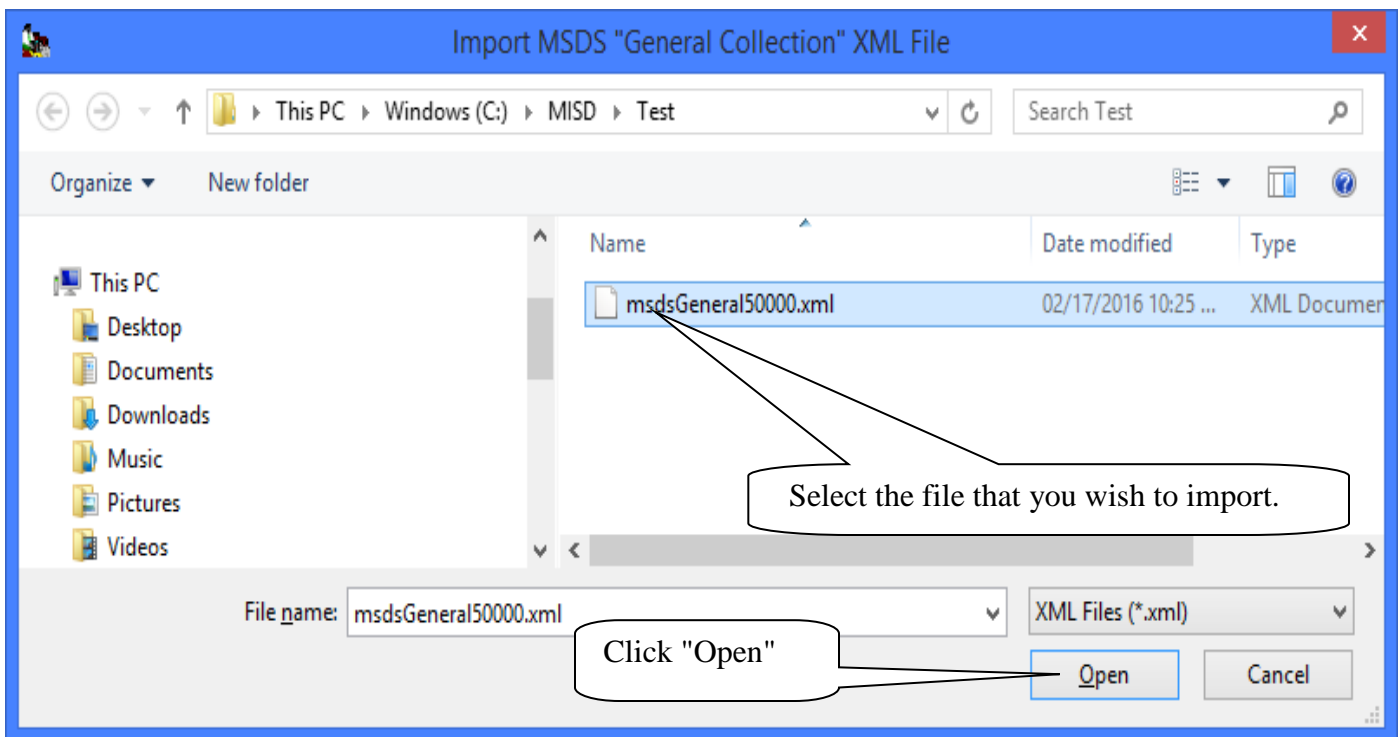 Import MSDS "General Collection" XML File
x
This PC Windows (C:) MISD Test
Search Test
Organize
New folder
Name
Date modified
Type
This PC
msdsGeneral50000.xml
02/17/2016 10:25 ...
XML Documen
Desktop
Documents
Downloads
Music
Pictures
Videos
Select the file that you wish to import.
File name:
msdsGeneral50000.xml
XML Files (*.xml)
Click "Open"
Open
Cancel